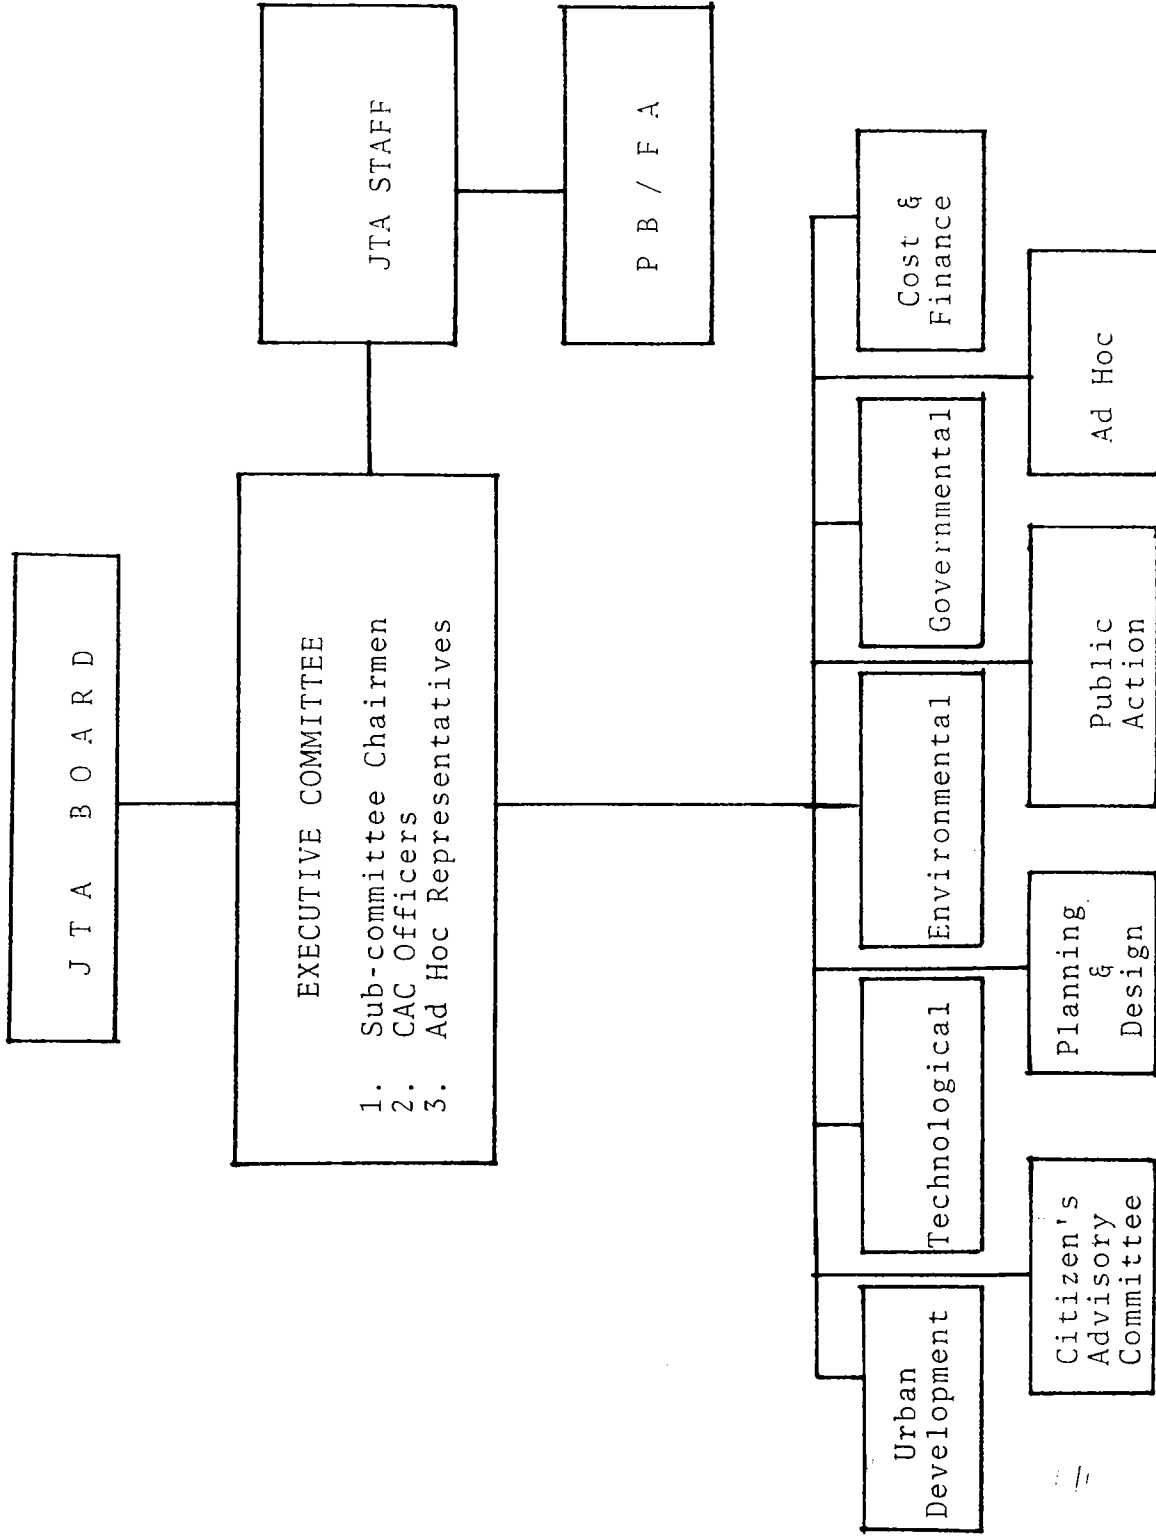 J T A  B O A R D
EXECUTIVE COMMITTEE
1. Sub-committee Chairmen
2. CAC Officers
3. Ad Hoc Representatives
JTA STAFF
P B / F A
Urban
Development
Technological
Environmental
Governmental
Cost &
Finance
Citizen's
Advisory
Committee
Planning
&
Design
Public
Action
Ad Hoc